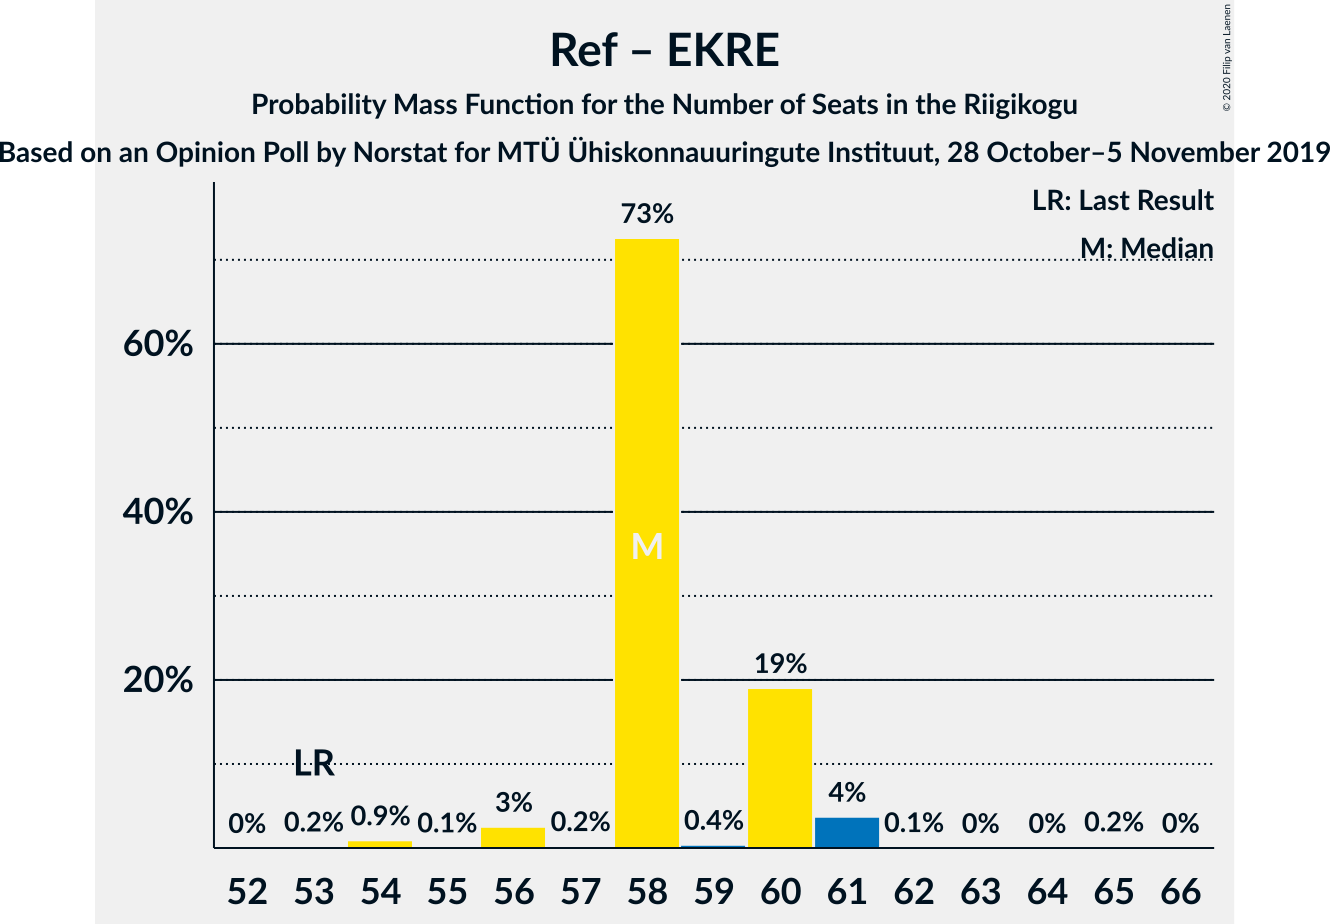 Ref – EKRE
Probability Mass Function for the Number of Seats in the Riigikogu
Based on an Opinion Poll by Norstat for MTÜ Ühiskonnauuringute Instituut, 28 October–5 November 2019
© 2020 Filip van Laenen
LR: Last Result
M: Median
73%
60%
40%
M
20%
19%
LR
0% 0.2% 0.9% 0.1% 3% 0.2% 0.4% 4% 0.1% 0% 0% 0.2% 0%
52 53 54 55 56 57 58 59 60 61 62 63 64 65 66